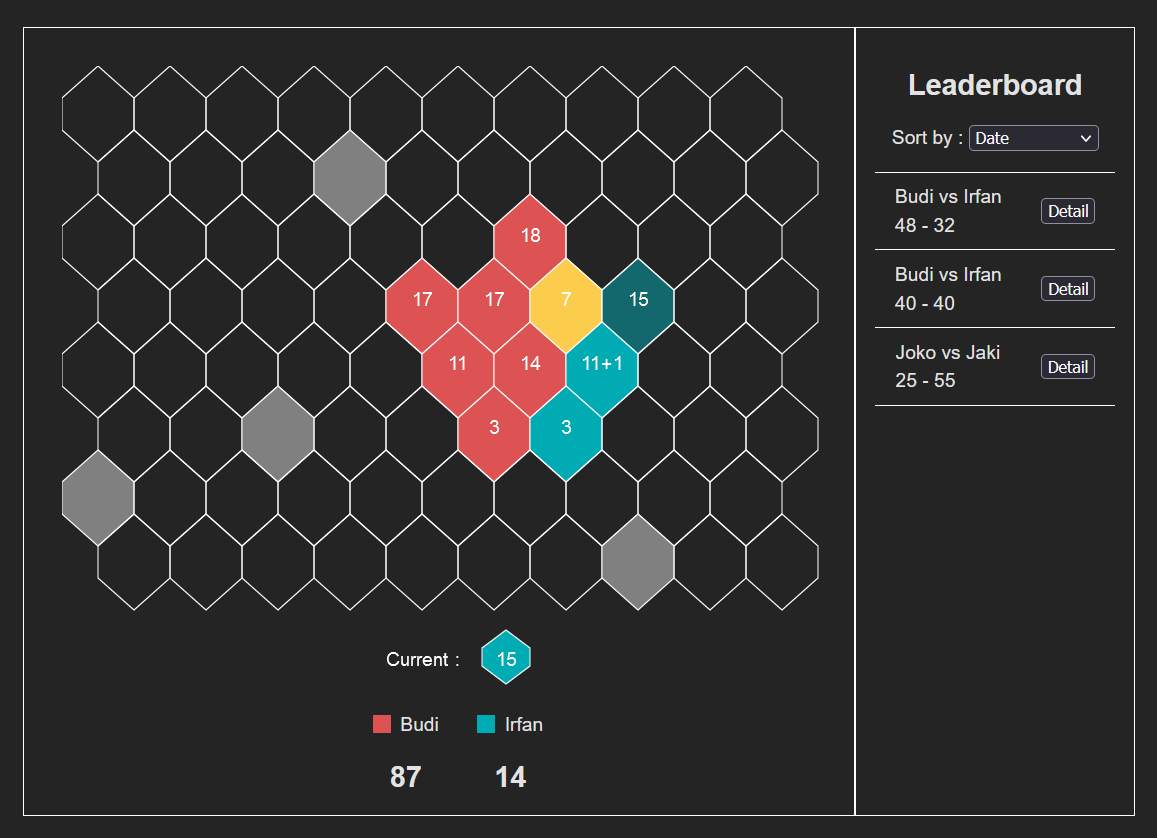 18
17
17
7
15
11
14
11+1
3
3
Current :
15
Budi
Irfan
87
14
Leaderboard
Sort by :
Date
Budi vs Irfan
48 - 32
Detail
Budi vs Irfan
40 - 40
Detail
Joko vs Jaki
25 - 55
Detail